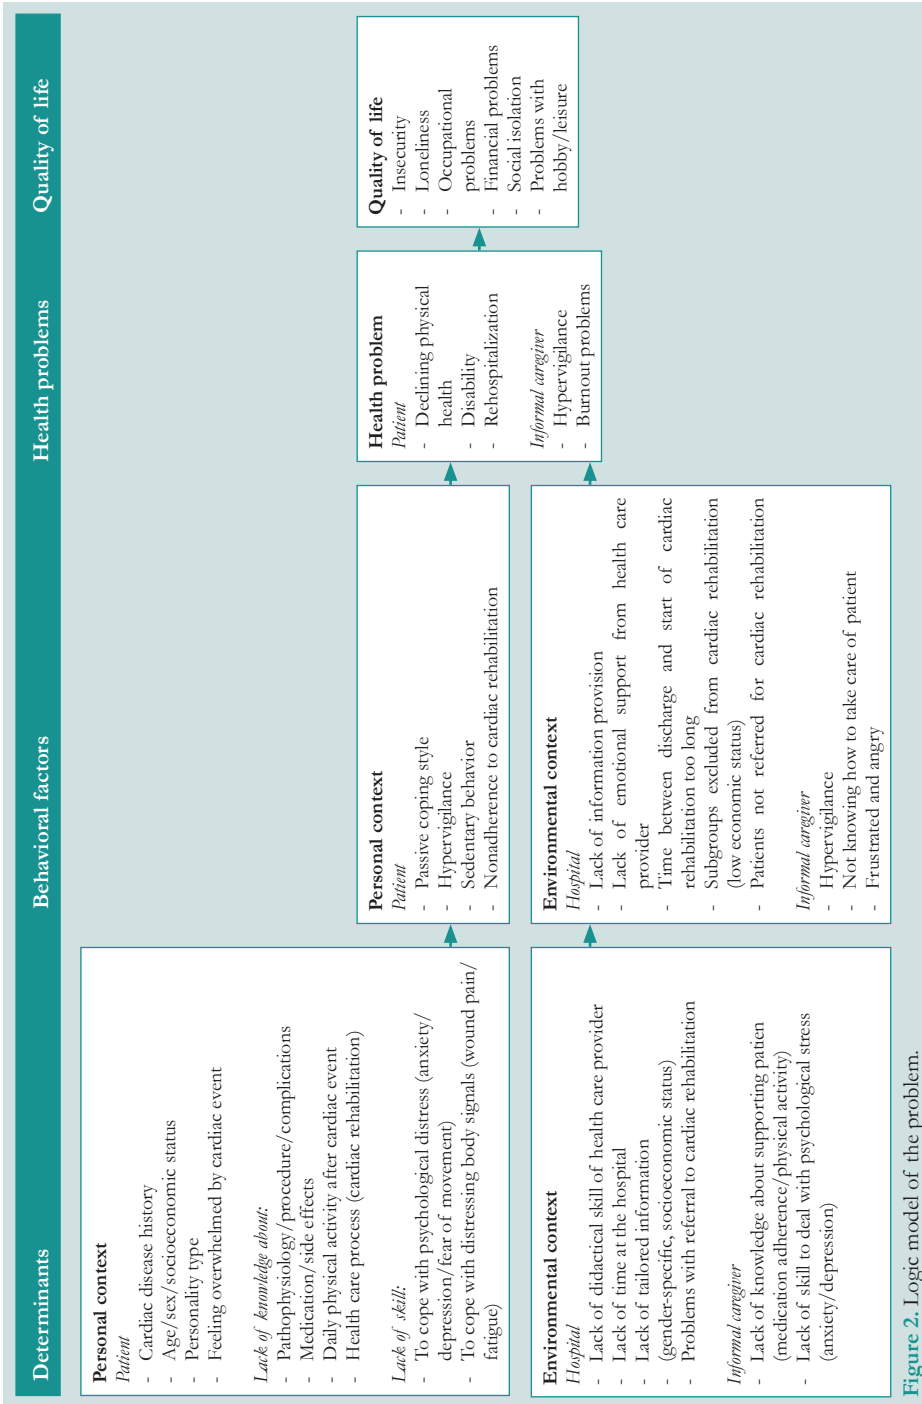 Determinants
Behavioral factors
Health problems
Quality of life
Personal context
Patient
- Cardiac disease history
- Age/sex/socioeconomic status
- Personality type
- Feeling overwhelmed by cardiac event
Lack of knowledge about:
- Pathophysiology/procedure/complications
- Medication/side effects
- Daily physical activity after cardiac event
- Health care process (cardiac rehabilitation)
Lack of skill:
- To cope with psychological distress (anxiety/
depression/fear of movement)
- To cope with distressing body signals (wound pain/
fatigue)
Environmental context
Hospital
- Lack of didactical skill of health care provider
- Lack of time at the hospital
- Lack of tailored information
(gender-specific, socioeconomic status)
- Problems with referral to cardiac rehabilitation
Informal caregiver
- Lack of knowledge about supporting patien
(medication adherence/physical activity)
- Lack of skill to deal with psychological stress
(anxiety/depression)
Personal context
Patient
- Passive coping style
- Hypervigilance
- Sedentary behavior
- Nonadherence to cardiac rehabilitation
Environmental context
Hospital
- Lack of information provision
- Lack of emotional support from health care
provider
- Time between discharge and start of cardiac
rehabilitation too long
- Subgroups excluded from cardiac rehabilitation
(low economic status)
- Patients not referred for cardiac rehabilitation
Informal caregiver
- Hypervigilance
- Not knowing how to take care of patient
- Frustrated and angry
Health problem
Patient
- Declining physical
health
- Disability
- Rehospitalization
Informal caregiver
- Hypervigilance
- Burnout problems
Quality of life
- Insecurity
- Loneliness
- Occupational
problems
- Financial problems
- Social isolation
- Problems with
hobby/leisure
Figure 2. Logic model of the problem.